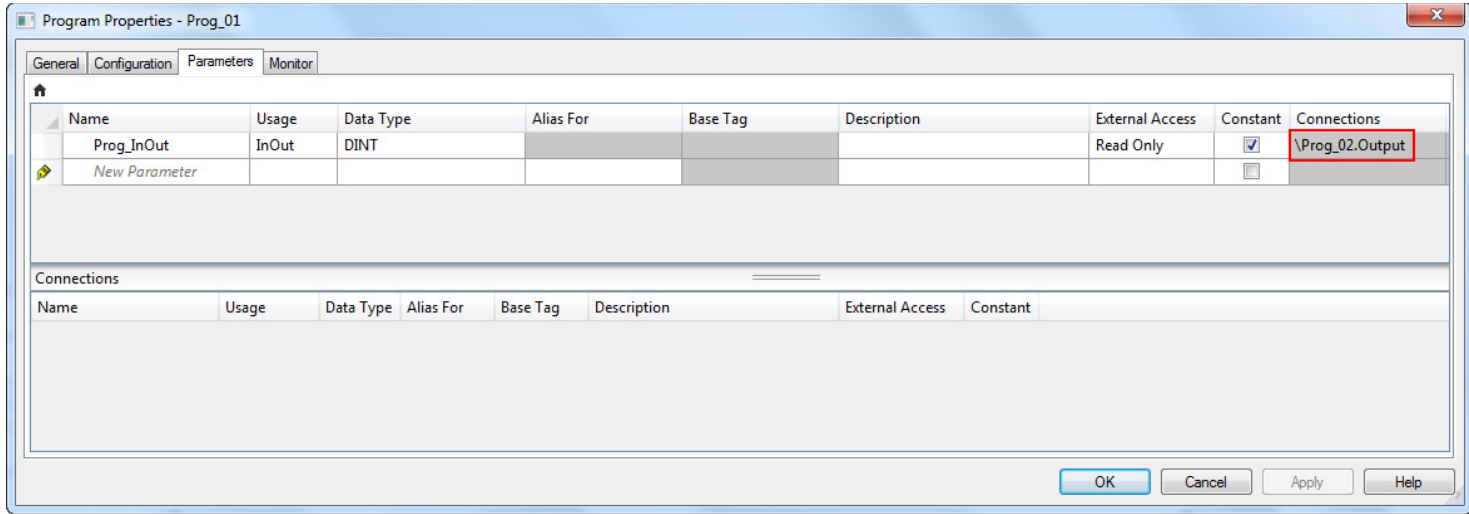 Program Properties - Prog_01
General Configuration Parameters Monitor
Name Usage Data Type Alias For Base Tag Description External Access Constant Connections
Prog_InOut InOut DINT Read Only \Prog_02.Output
New Parameter
Connections
Name Usage Data Type Alias For Base Tag Description External Access Constant
OK Cancel Apply Help